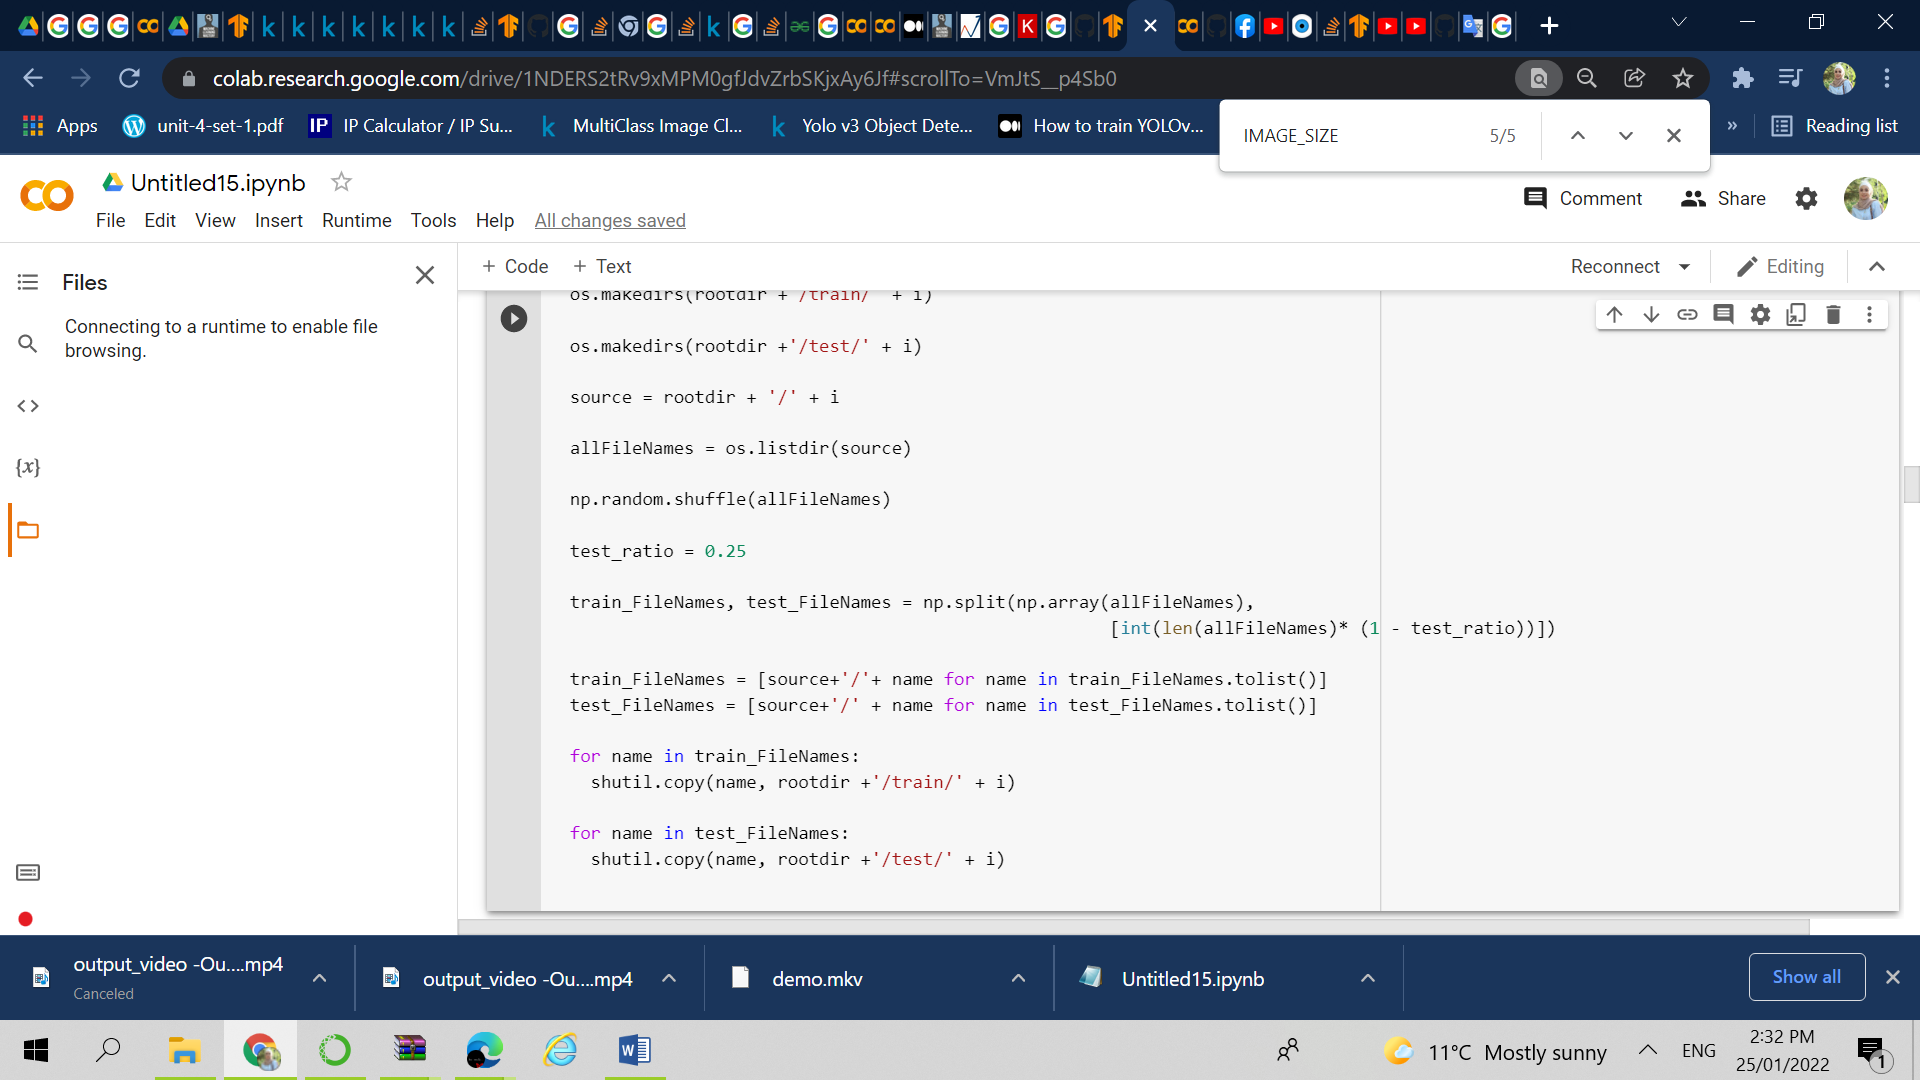 colab.research.google.com/drive/1NDERS2tRv9xMPM0gfJdvZrbSKjxAy6Jf#scrollTo=VmJtS__p4Sb0
Apps
unit-4-set-1.pdf
IP
IP Calculator / IP Su...
MultiClass Image Cl...
Yolo v3 Object Dete...
How to train YOLOv...
»
Reading list
IMAGE_SIZE 5/5
Untitled15.ipynb
File Edit View Insert Runtime Tools Help All changes saved
Comment
Share
Files
Connecting to a runtime to enable file
browsing.
+ Code + Text
Reconnect
Editing
os.makedirs(rootdir +'/train/' + i)
os.makedirs(rootdir +'/test/' + i)
source = rootdir + '/' + i
allFileNames = os.listdir(source)
np.random.shuffle(allFileNames)
test_ratio = 0.25
train_FileNames, test_FileNames = np.split(np.array(allFileNames),
[int(len(allFileNames)* (1 - test_ratio))])
train_FileNames = [source+'/'+ name for name in train_FileNames.tolist()]
test_FileNames = [source+'/' + name for name in test_FileNames.tolist()]
for name in train_FileNames:
shutil.copy(name, rootdir +'/train/' + i)
for name in test_FileNames:
shutil.copy(name, rootdir +'/test/' + i)
output_video -Ou....mp4
Canceled
output_video -Ou....mp4
demo.mkv
Untitled15.ipynb
Show all
11°C Mostly sunny
ENG
2:32 PM
25/01/2022
1